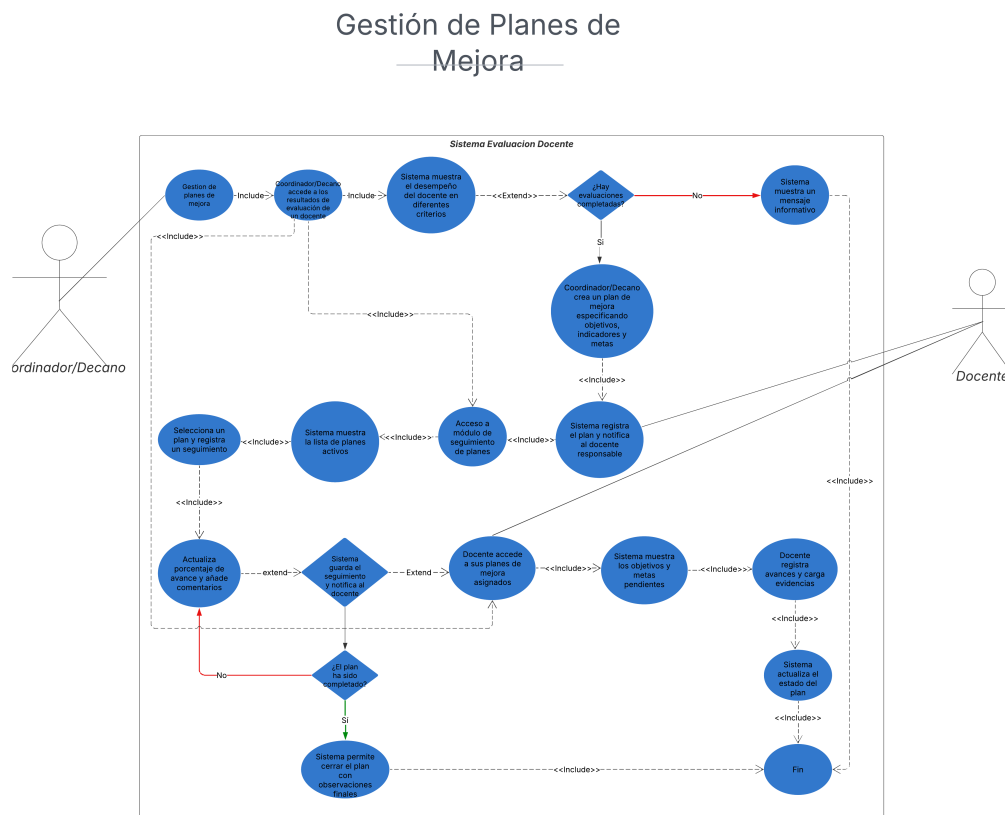 Gestión de Planes de
Mejora
Sistema Evaluacion Docente
Gestion de
planes de
mejora
Include
Coordinador/Decano
accede a los
resultados de
evaluación de
un docente
Include
Sistema muestra
el desempeño
del docente en
diferentes
criterios
<<Extend>>
¿Hay
evaluaciones
completadas?
No
Sistema
muestra un
mensaje
informativo
<<Include>>
Si
Coordinador/Decano
crea un plan de
mejora
especificando
objetivos,
indicadores y
metas
<<Include>>
ordinador/Decano
Docente
<<Include>>
Selecciona un
plan y registra
un seguimiento
<<Include>>
Sistema muestra
la lista de planes
activos
<<Include>>
Acceso a
módulo de
seguimiento
de planes
<<Include>>
Sistema registra
el plan y notifica
al docente
responsable
<<Include>>
<<Include>>
Actualiza
porcentaje de
avance y añade
comentarios
extend
Sistema
guarda el
seguimiento
y notifica al
docente
Extend
Docente accede
a sus planes de
mejora
asignados
<<Include>>
Sistema muestra
los objetivos y
metas
pendientes
<<Include>>
Docente
registra
avances y carga
evidencias
<<Include>>
No
¿El plan
ha sido
completado?
Sistema
actualiza el
estado del
plan
Sí
<<Include>>
Sistema permite
cerrar el plan
con
observaciones
finales
<<Include>>
Fin